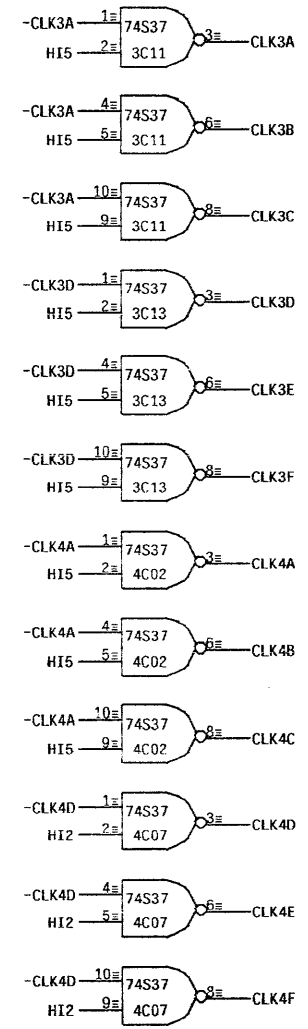 -CLK3A 1≡ 74S37 3≡ CLK3A
HI5 2≡ 3C11
-CLK3A 4≡ 74S37 6≡ CLK3B
HI5 5≡ 3C11
-CLK3A 10≡ 74S37 8≡ CLK3C
HI5 9≡ 3C11
-CLK3D 1≡ 74S37 3≡ CLK3D
HI5 2≡ 3C13
-CLK3D 4≡ 74S37 6≡ CLK3E
HI5 5≡ 3C13
-CLK3D 10≡ 74S37 8≡ CLK3F
HI5 9≡ 3C13
-CLK4A 1≡ 74S37 3≡ CLK4A
HI5 2≡ 4C02
-CLK4A 4≡ 74S37 6≡ CLK4B
HI5 5≡ 4C02
-CLK4A 10≡ 74S37 8≡ CLK4C
HI5 9≡ 4C02
-CLK4D 1≡ 74S37 3≡ CLK4D
HI2 2≡ 4C07
-CLK4D 4≡ 74S37 6≡ CLK4E
HI2 5≡ 4C07
-CLK4D 10≡ 74S37 8≡ CLK4F
HI2 9≡ 4C07